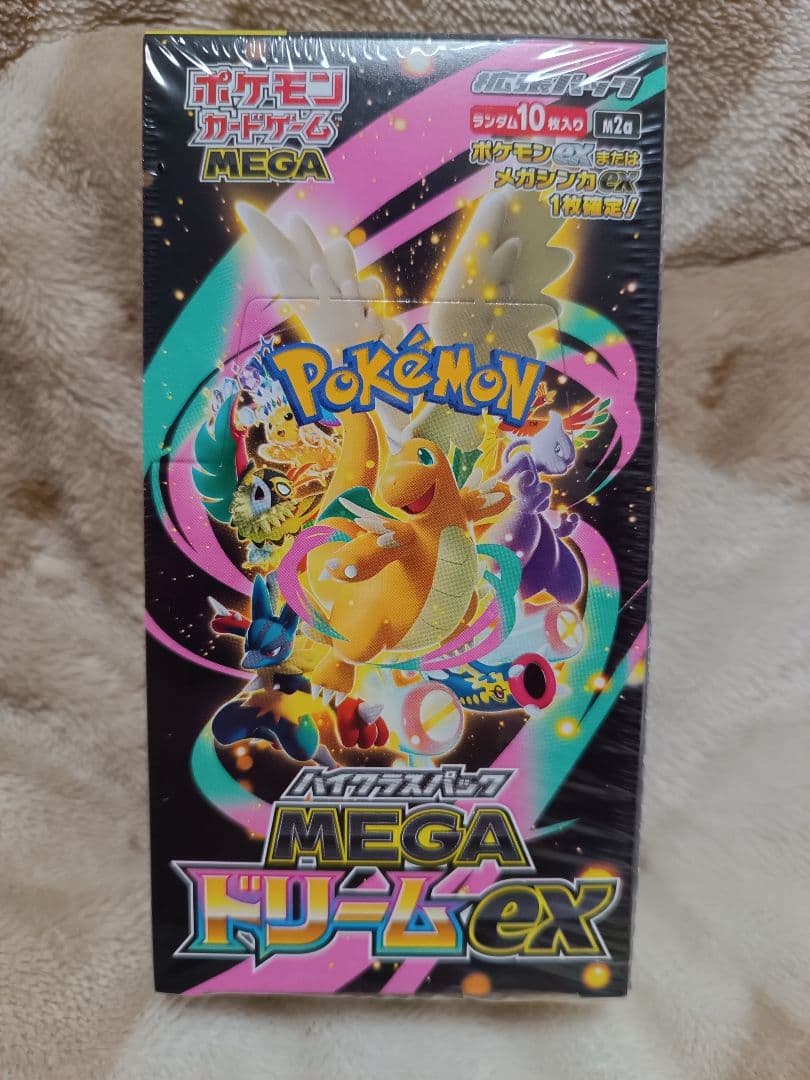 ポケモン
カードゲーム
MEGA
拡張パック
ランダム10枚入り M2a
ポケモンexまたは
メガシンカex
1枚確定！
POKéMON
ハイクラスパック
MEGA
ドリームex